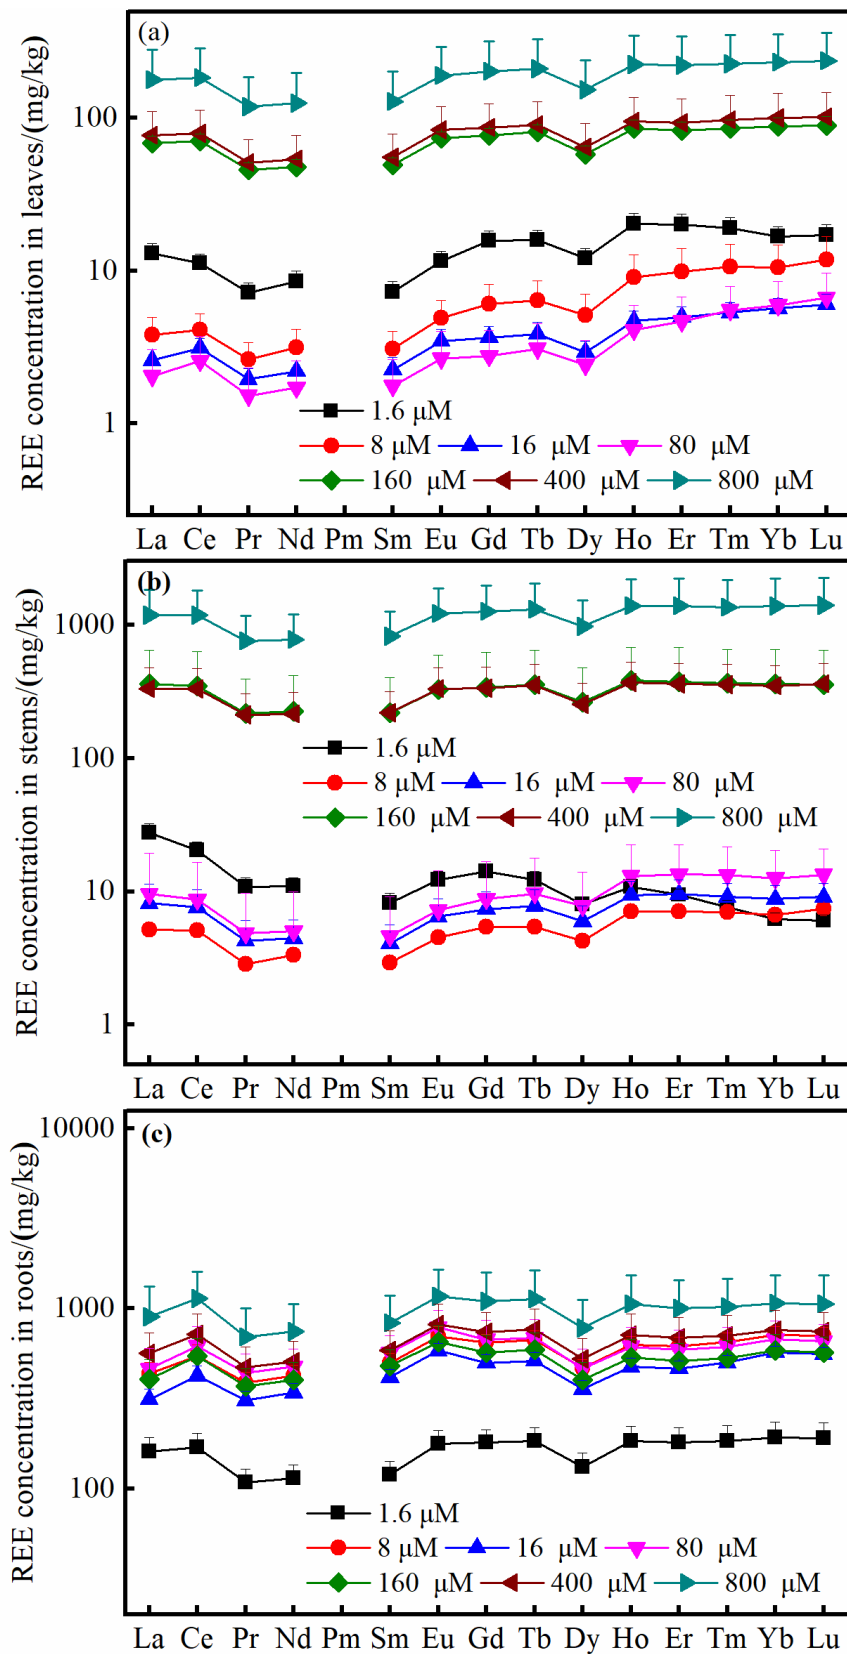 (a)
REE concentration in leaves/(mg/kg)
100
10
1
1.6 μM
8 μM 16 μM 80 μM
160 μM 400 μM 800 μM
La Ce Pr Nd Pm Sm Eu Gd Tb Dy Ho Er Tm Yb Lu
(b)
REE concentration in stems/(mg/kg)
1000
100
10
1
1.6 μM
8 μM 16 μM 80 μM
160 μM 400 μM 800 μM
La Ce Pr Nd Pm Sm Eu Gd Tb Dy Ho Er Tm Yb Lu
(c)
REE concentration in roots/(mg/kg)
10000
1000
100
1.6 μM
8 μM 16 μM 80 μM
160 μM 400 μM 800 μM
La Ce Pr Nd Pm Sm Eu Gd Tb Dy Ho Er Tm Yb Lu